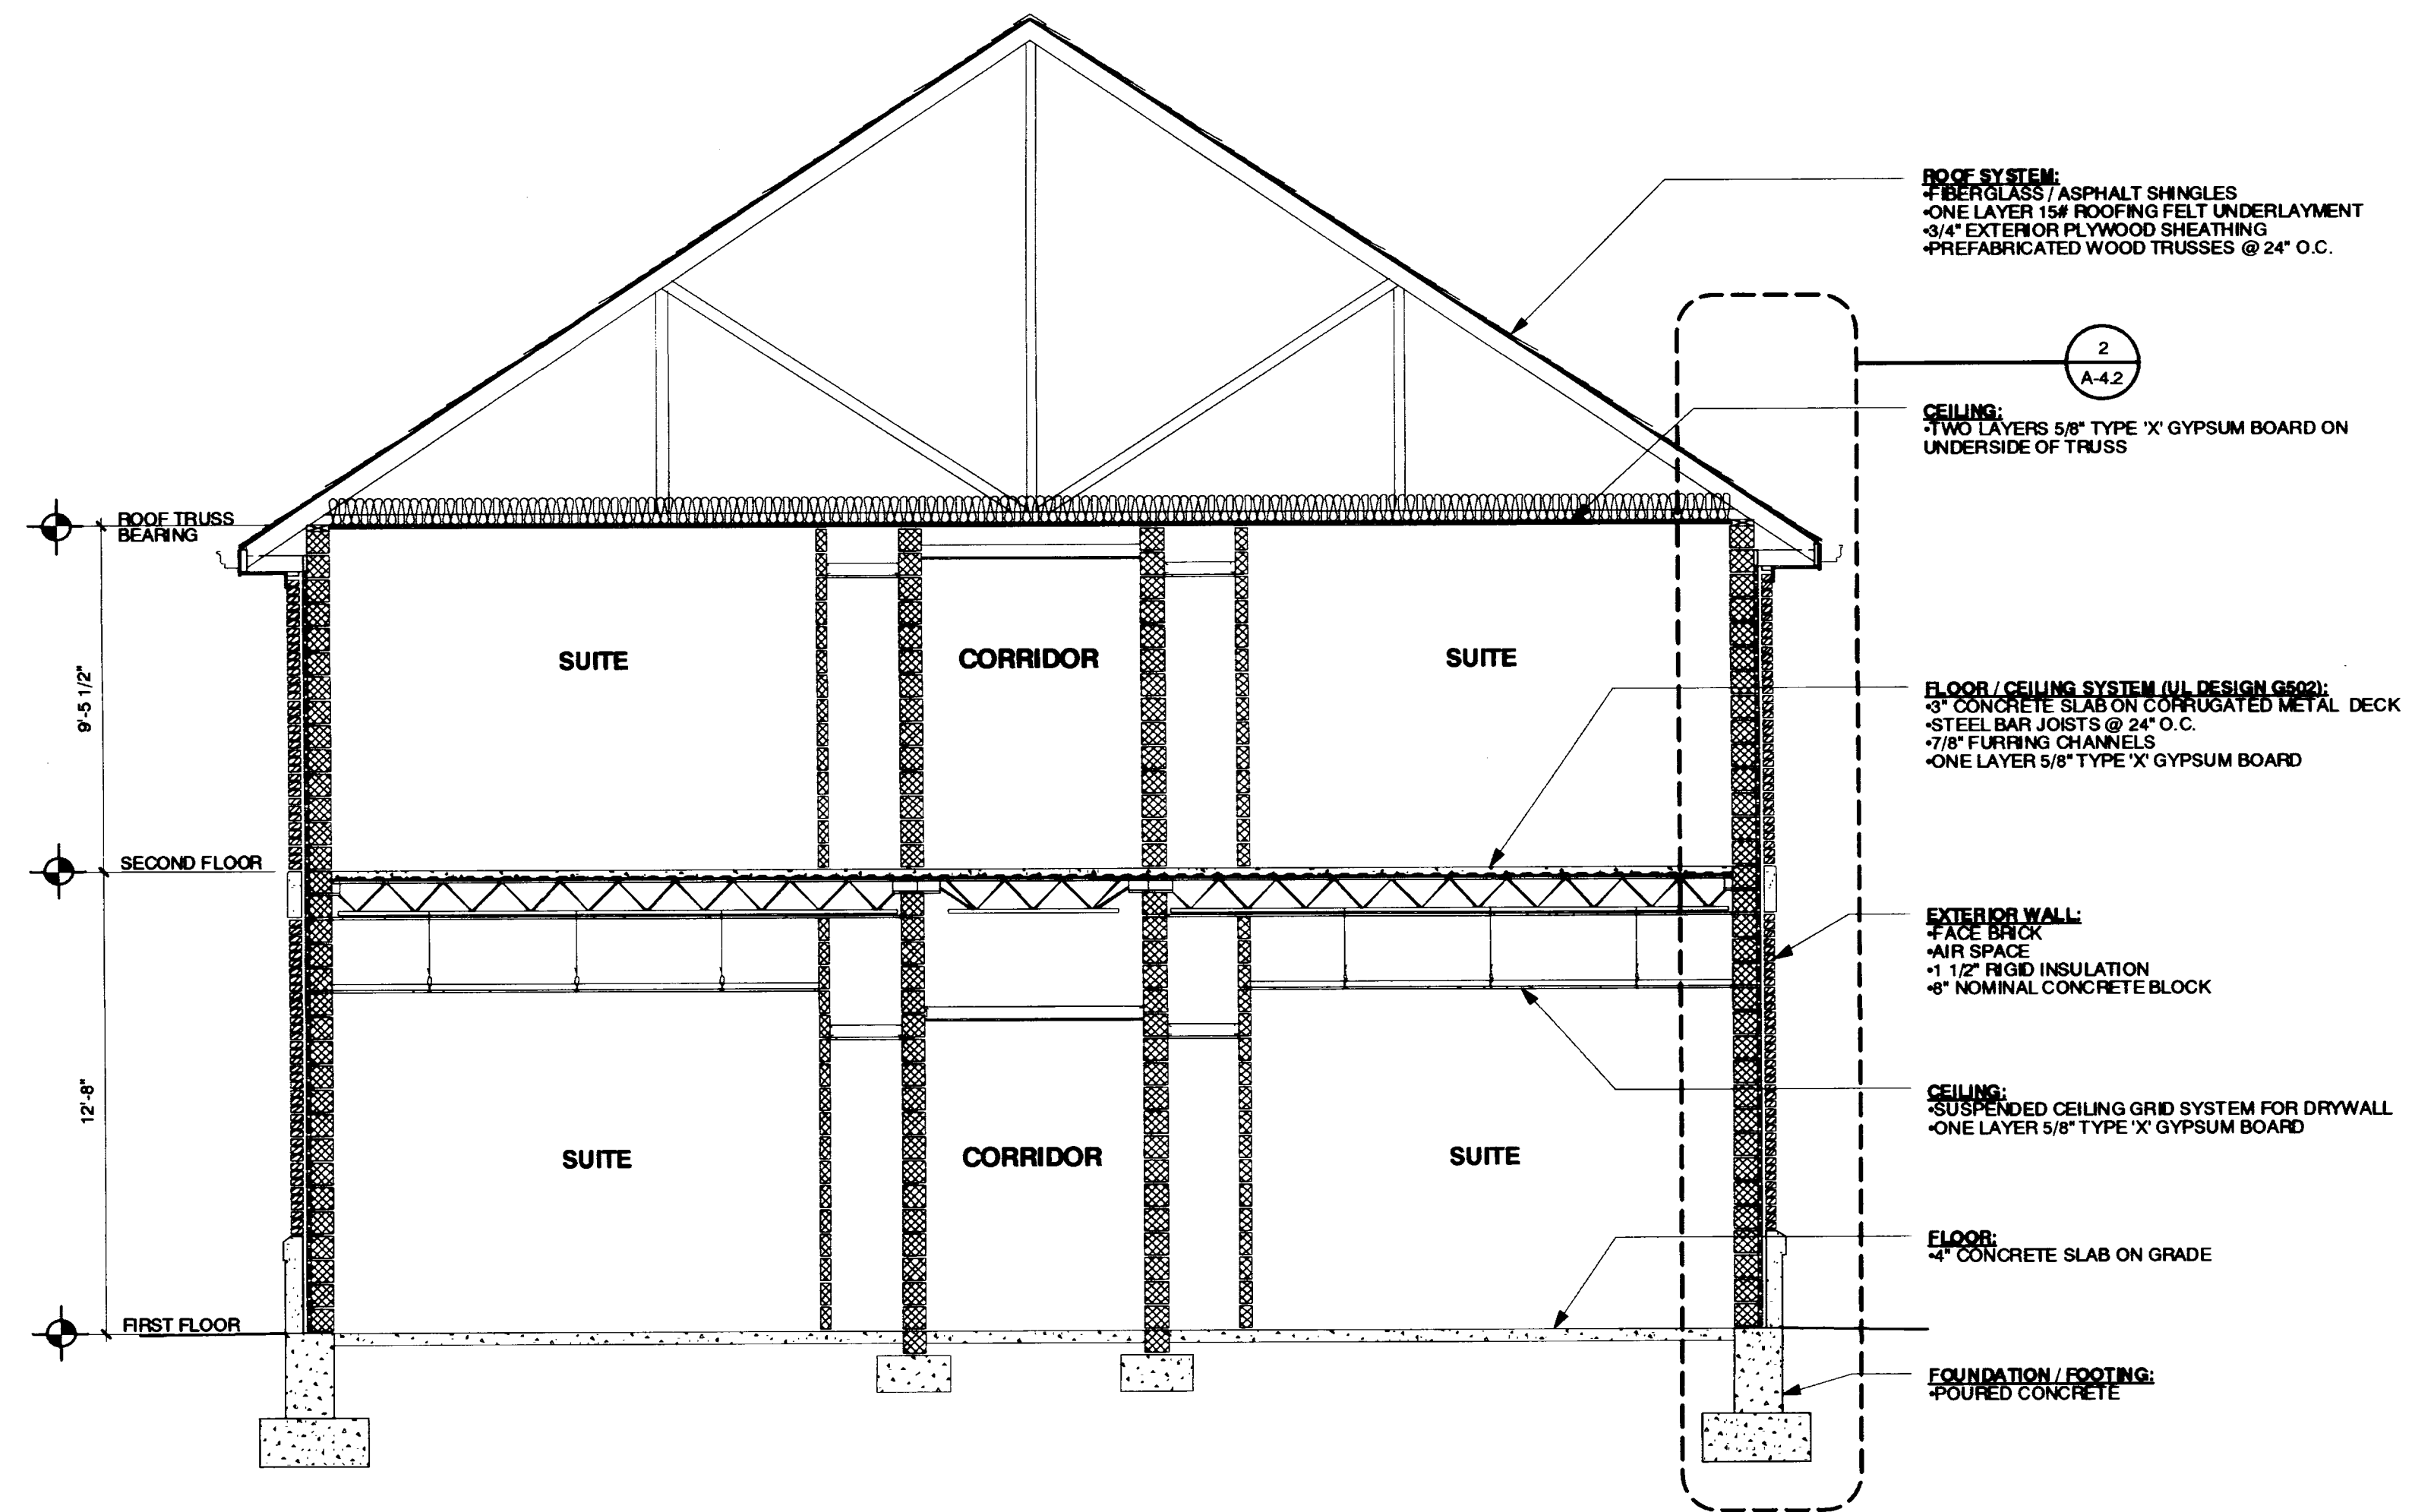 ROOF SYSTEM:
•FIBERGLASS / ASPHALT SHINGLES
•ONE LAYER 15# ROOFING FELT UNDERLAYMENT
•3/4" EXTERIOR PLYWOOD SHEATHING
•PREFABRICATED WOOD TRUSSES @ 24" O.C.
2
A-4.2
CEILING:
•TWO LAYERS 5/8" TYPE 'X' GYPSUM BOARD ON
UNDERSIDE OF TRUSS
ROOF TRUSS
BEARING
9'-5 1/2"
SUITE
CORRIDOR
SUITE
FLOOR / CEILING SYSTEM (UL DESIGN G502):
•3" CONCRETE SLAB ON CORRUGATED METAL DECK
•STEEL BAR JOISTS @ 24" O.C.
•7/8" FURRING CHANNELS
•ONE LAYER 5/8" TYPE 'X' GYPSUM BOARD
SECOND FLOOR
EXTERIOR WALL:
•FACE BRICK
•AIR SPACE
•1 1/2" RIGID INSULATION
•8" NOMINAL CONCRETE BLOCK
12'-8"
CEILING:
•SUSPENDED CEILING GRID SYSTEM FOR DRYWALL
•ONE LAYER 5/8" TYPE 'X' GYPSUM BOARD
SUITE
CORRIDOR
SUITE
FLOOR:
•4" CONCRETE SLAB ON GRADE
FIRST FLOOR
FOUNDATION / FOOTING:
•POURED CONCRETE